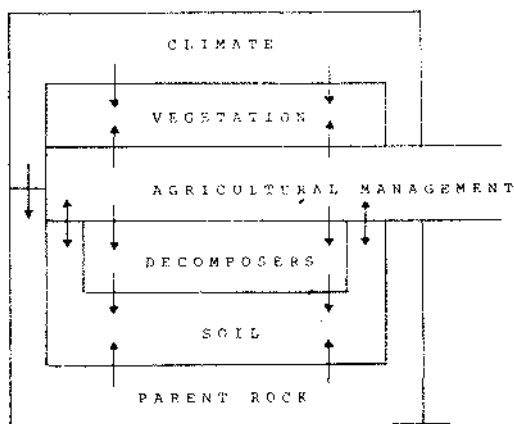 CLIMATE
VEGETATION
AGRICULTURAL MANAGEMENT
DECOMPOSERS
SOIL
PARENT ROCK